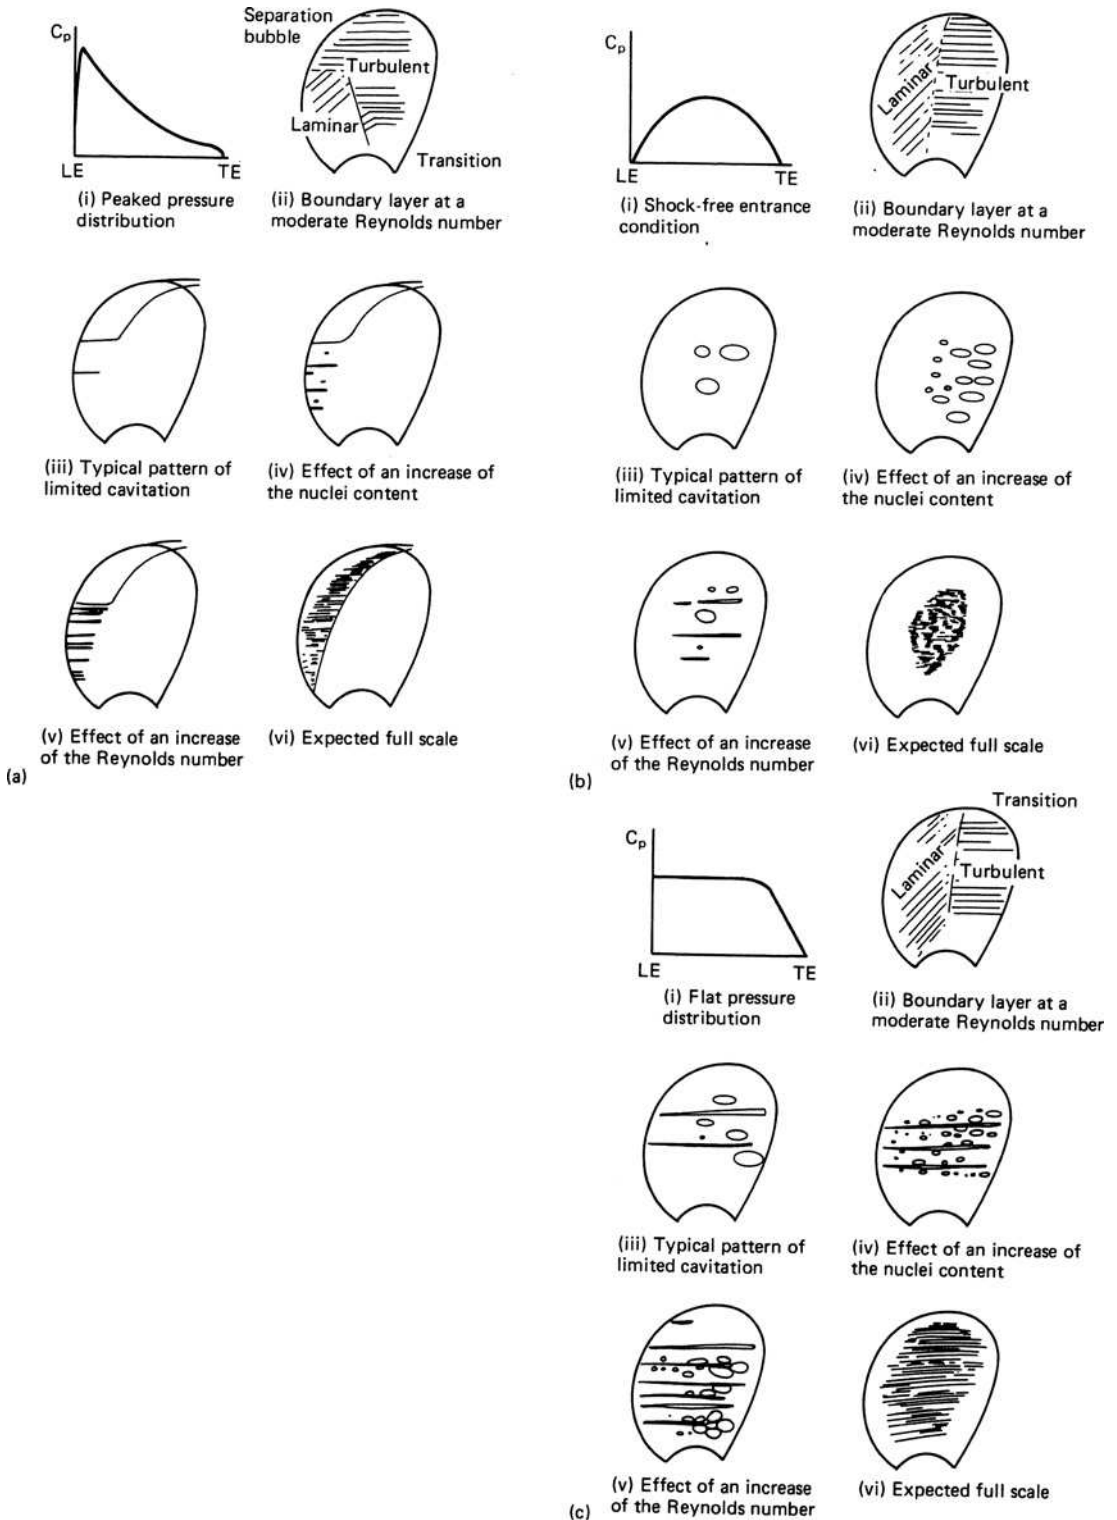 C_p
LE
TE
(i) Peaked pressure
distribution
Separation
bubble
Turbulent
Laminar
Transition
(ii) Boundary layer at a
moderate Reynolds number
(iii) Typical pattern of
limited cavitation
(iv) Effect of an increase of
the nuclei content
(v) Effect of an increase
of the Reynolds number
(vi) Expected full scale
(a)
C_p
LE
TE
(i) Shock-free entrance
condition
Laminar
Turbulent
(ii) Boundary layer at a
moderate Reynolds number
(iii) Typical pattern of
limited cavitation
(iv) Effect of an increase of
the nuclei content
(v) Effect of an increase
of the Reynolds number
(vi) Expected full scale
(b)
C_p
LE
TE
(i) Flat pressure
distribution
Transition
Laminar
Turbulent
(ii) Boundary layer at a
moderate Reynolds number
(iii) Typical pattern of
limited cavitation
(iv) Effect of an increase of
the nuclei content
(v) Effect of an increase
of the Reynolds number
(vi) Expected full scale
(c)